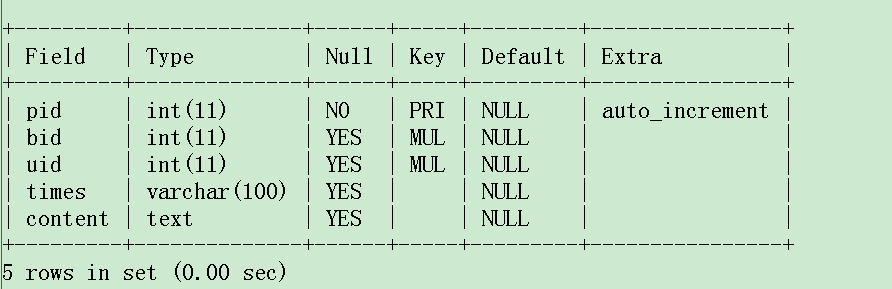 +---------+--------------+------+-----+---------+----------------+
| Field   | Type         | Null | Key | Default | Extra          |
+---------+--------------+------+-----+---------+----------------+
| pid     | int(11)      | NO   | PRI | NULL    | auto_increment |
| bid     | int(11)      | YES  | MUL | NULL    |                |
| uid     | int(11)      | YES  | MUL | NULL    |                |
| times   | varchar(100) | YES  |     | NULL    |                |
| content | text         | YES  |     | NULL    |                |
+---------+--------------+------+-----+---------+----------------+
5 rows in set (0.00 sec)